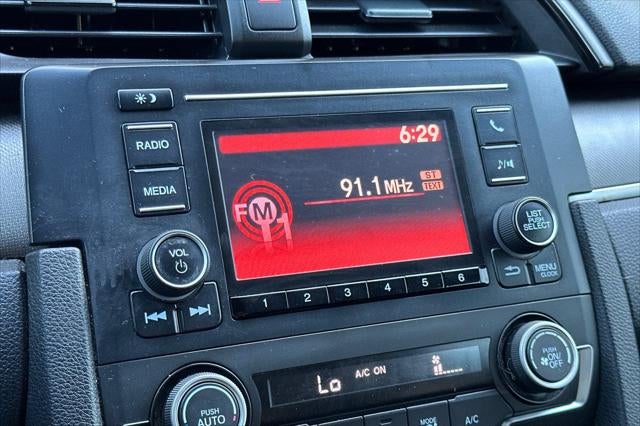 6:29
RADIO
MEDIA
91.1 MHz
ST
TEXT
FM 1
LIST
PUSH
SELECT
VOL
MENU
CLOCK
1 2 3 4 5 6
Lo
A/C ON
PUSH
ON/
OFF
PUSH
AUTO
MODE
A/C